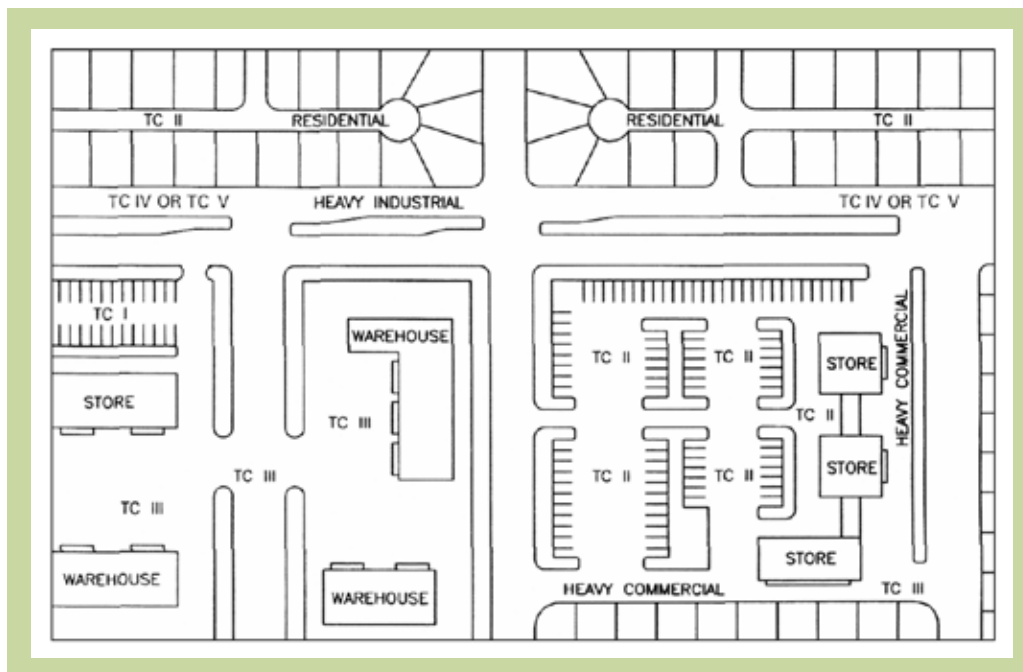 TC II
RESIDENTIAL
RESIDENTIAL
TC II
TC IV OR TC V
HEAVY INDUSTRIAL
TC IV OR TC V
TC I
WAREHOUSE
TC II
TC II
STORE
HEAVY COMMERCIAL
STORE
TC III
TC II
TC III
TC II
TC II
STORE
TC III
STORE
WAREHOUSE
WAREHOUSE
HEAVY COMMERCIAL
TC III